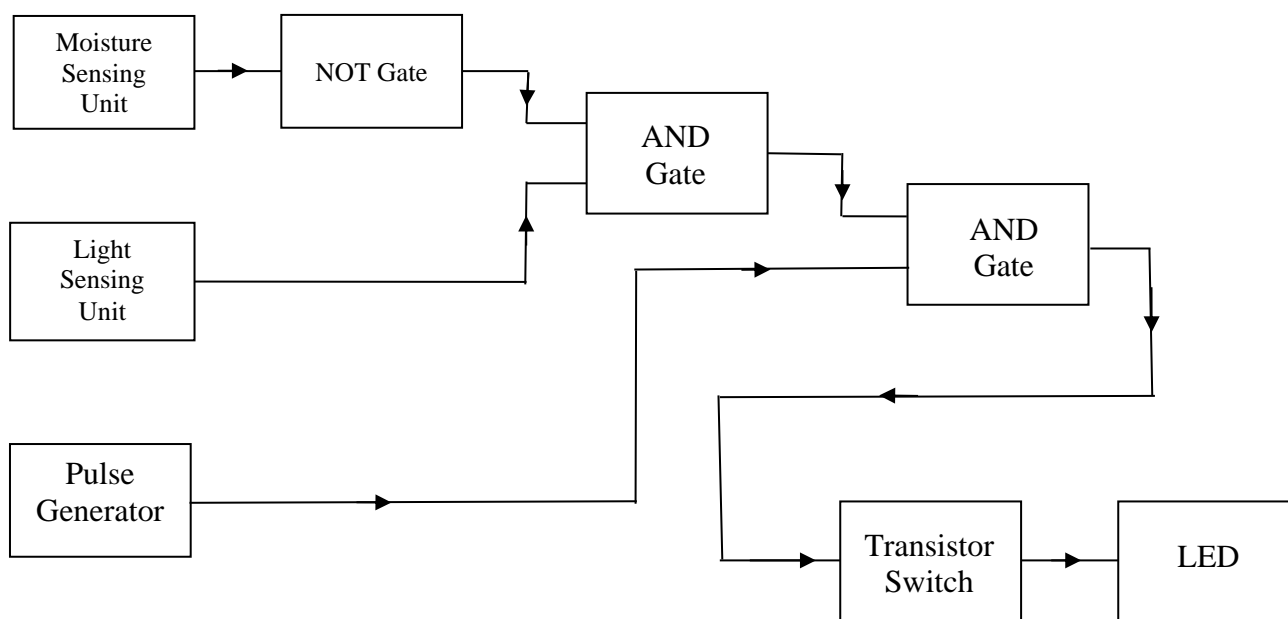 Moisture
Sensing
Unit
NOT Gate
AND
Gate
Light
Sensing
Unit
AND
Gate
Pulse
Generator
Transistor
Switch
LED